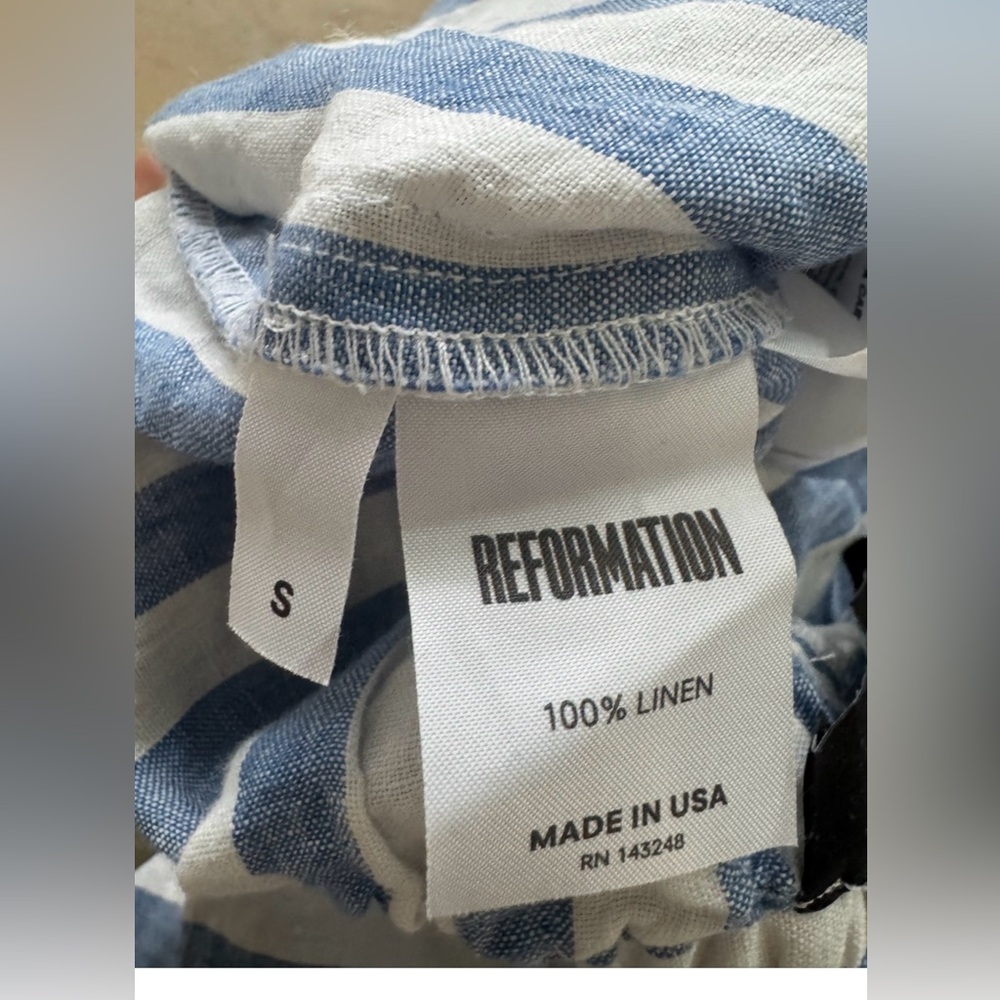 S
REFORMATION
100% LINEN
MADE IN USA
RN 143248